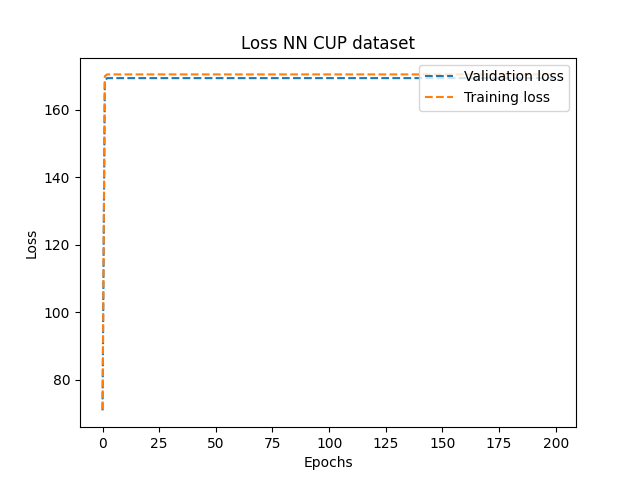 Loss NN CUP dataset
Validation loss
Training loss
160
140
120
100
80
Loss
0 25 50 75 100 125 150 175 200
Epochs